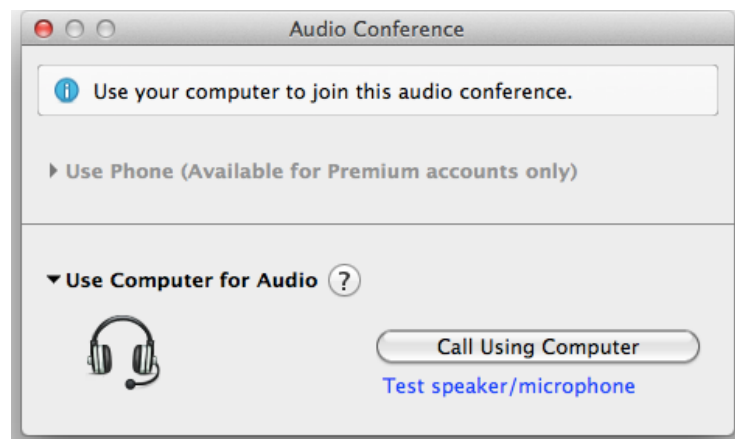 Audio Conference
Use your computer to join this audio conference.
Use Phone (Available for Premium accounts only)
Use Computer for Audio ?
Call Using Computer
Test speaker/microphone